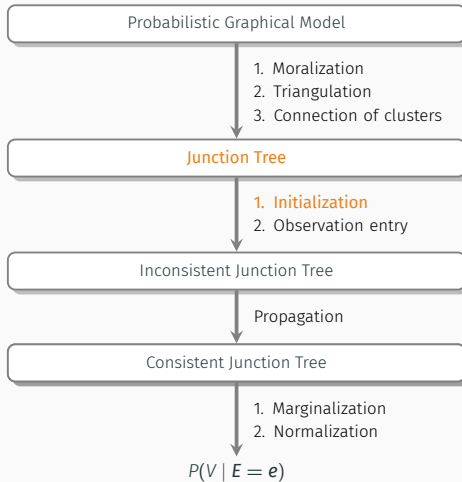 Probabilistic Graphical Model
1. Moralization
2. Triangulation
3. Connection of clusters
Junction Tree
1. Initialization
2. Observation entry
Inconsistent Junction Tree
Propagation
Consistent Junction Tree
1. Marginalization
2. Normalization
P(V | E = e)